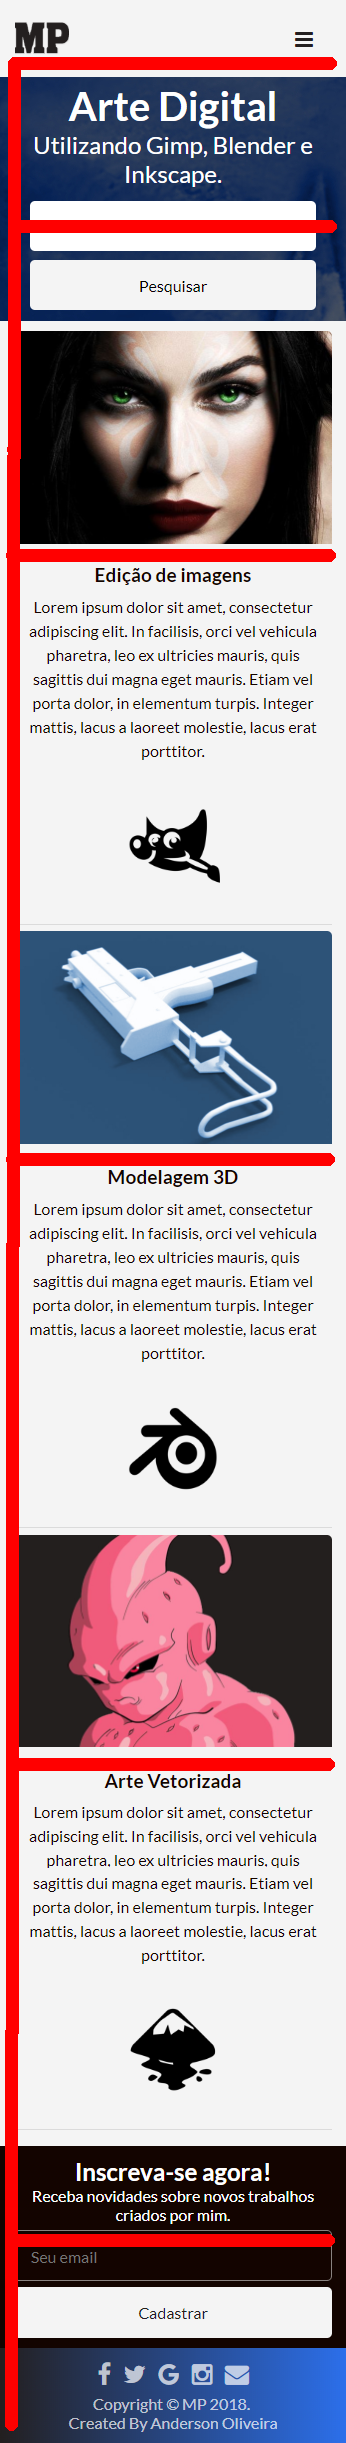 MP
Arte Digital
Utilizando Gimp, Blender e
Inkscape.
Pesquisar
Edição de imagens
Lorem ipsum dolor sit amet, consectetur
adipiscing elit. In facilisis, orci vel vehicula
pharetra, leo ex ultricies mauris, quis
sagittis dui magna eget mauris. Etiam vel
porta dolor, in elementum turpis. Integer
mattis, lacus a laoreet molestie, lacus erat
porttitor.
Modelagem 3D
Lorem ipsum dolor sit amet, consectetur
adipiscing elit. In facilisis, orci vel vehicula
pharetra, leo ex ultricies mauris, quis
sagittis dui magna eget mauris. Etiam vel
porta dolor, in elementum turpis. Integer
mattis, lacus a laoreet molestie, lacus erat
porttitor.
Arte Vetorizada
Lorem ipsum dolor sit amet, consectetur
adipiscing elit. In facilisis, orci vel vehicula
pharetra, leo ex ultricies mauris, quis
sagittis dui magna eget mauris. Etiam vel
porta dolor, in elementum turpis. Integer
mattis, lacus a laoreet molestie, lacus erat
porttitor.
Inscreva-se agora!
Receba novidades sobre novos trabalhos
criados por mim.
Seu email
Cadastrar
Copyright © MP 2018.
Created By Anderson Oliveira